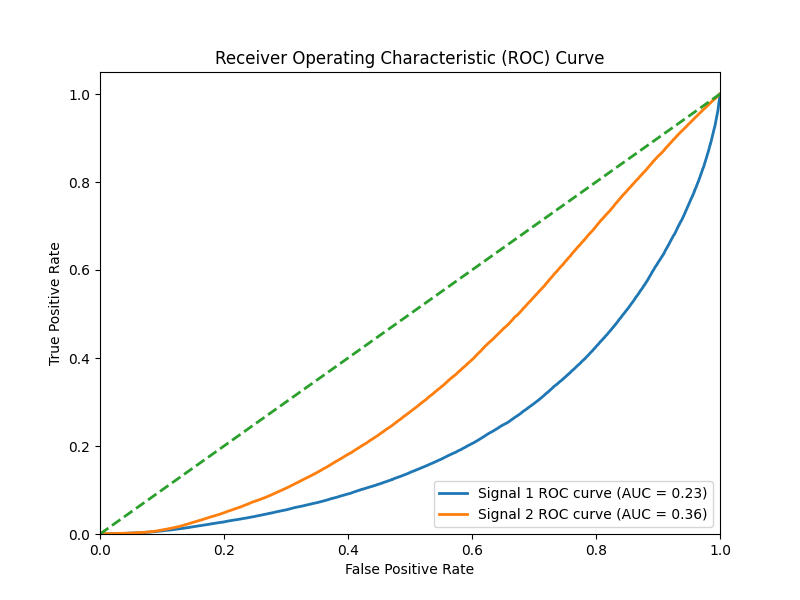 Receiver Operating Characteristic (ROC) Curve
True Positive Rate
1.0
0.8
0.6
0.4
0.2
0.0
Signal 1 ROC curve (AUC = 0.23)
Signal 2 ROC curve (AUC = 0.36)
0.0 0.2 0.4 0.6 0.8 1.0
False Positive Rate